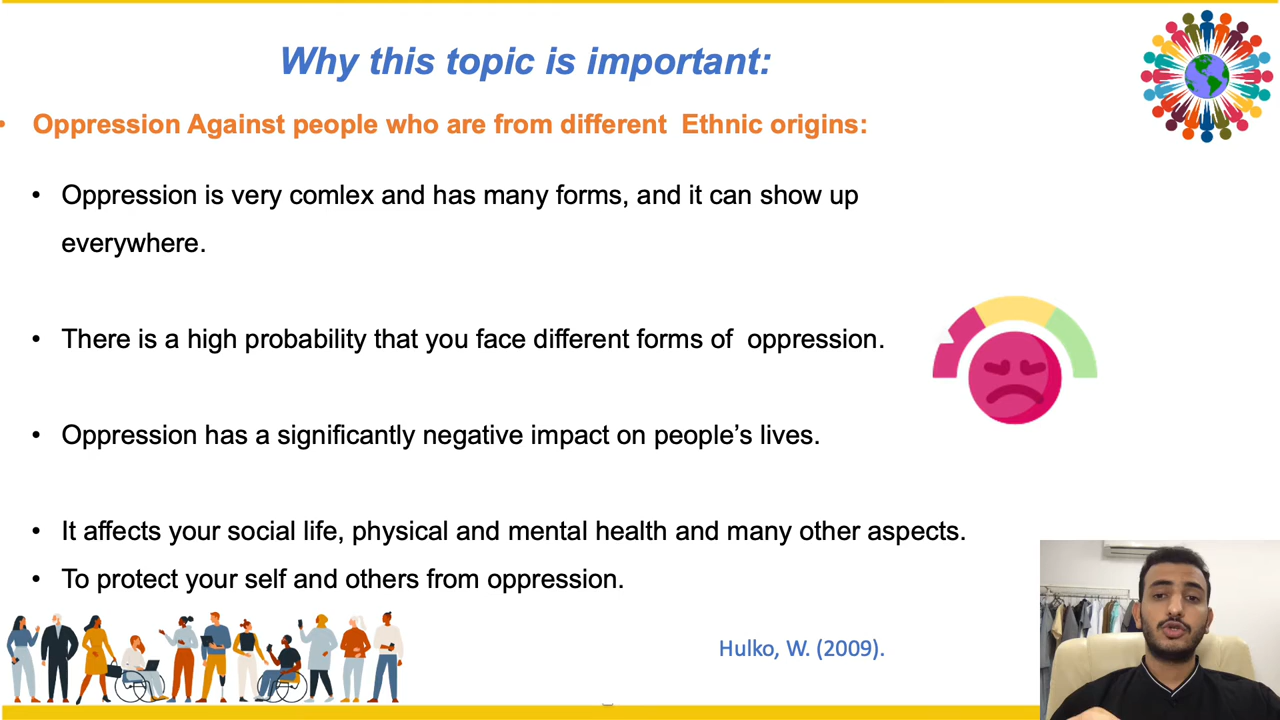 Why this topic is important:
• Oppression Against people who are from different Ethnic origins:
• Oppression is very comlex and has many forms, and it can show up
everywhere.
• There is a high probability that you face different forms of oppression.
• Oppression has a significantly negative impact on people’s lives.
• It affects your social life, physical and mental health and many other aspects.
• To protect your self and others from oppression.
Hulko, W. (2009).